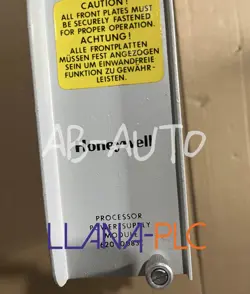 CAUTION!
ALL FRONT PLATES MUST
BE SECURELY FASTENED
FOR PROPER OPERATION.
ACHTUNG!
ALLE FRONTPLATTEN
MÜSSEN FEST ANGEZOGEN
SEIN UM EINWANDFREIE
FUNKTION ZU GEWÄHR-
LEISTEN.
AB-AUTO
Honeywell
PROCESSOR
POWER SUPPLY
MODULE
LLANA-PLC